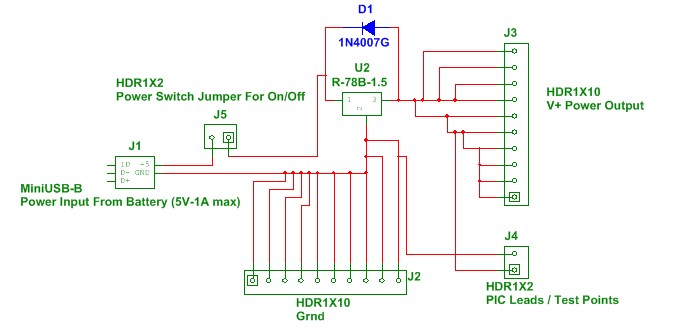 D1
1N4007G
U2
R-78B-1.5
1 3
2
J3
HDR1X10
V+ Power Output
HDR1X2
Power Switch Jumper For On/Off
J5
J1
ID +5
D- GND
D+
MiniUSB-B
Power Input From Battery (5V-1A max)
J4
HDR1X2
PIC Leads / Test Points
J2
HDR1X10
Grnd